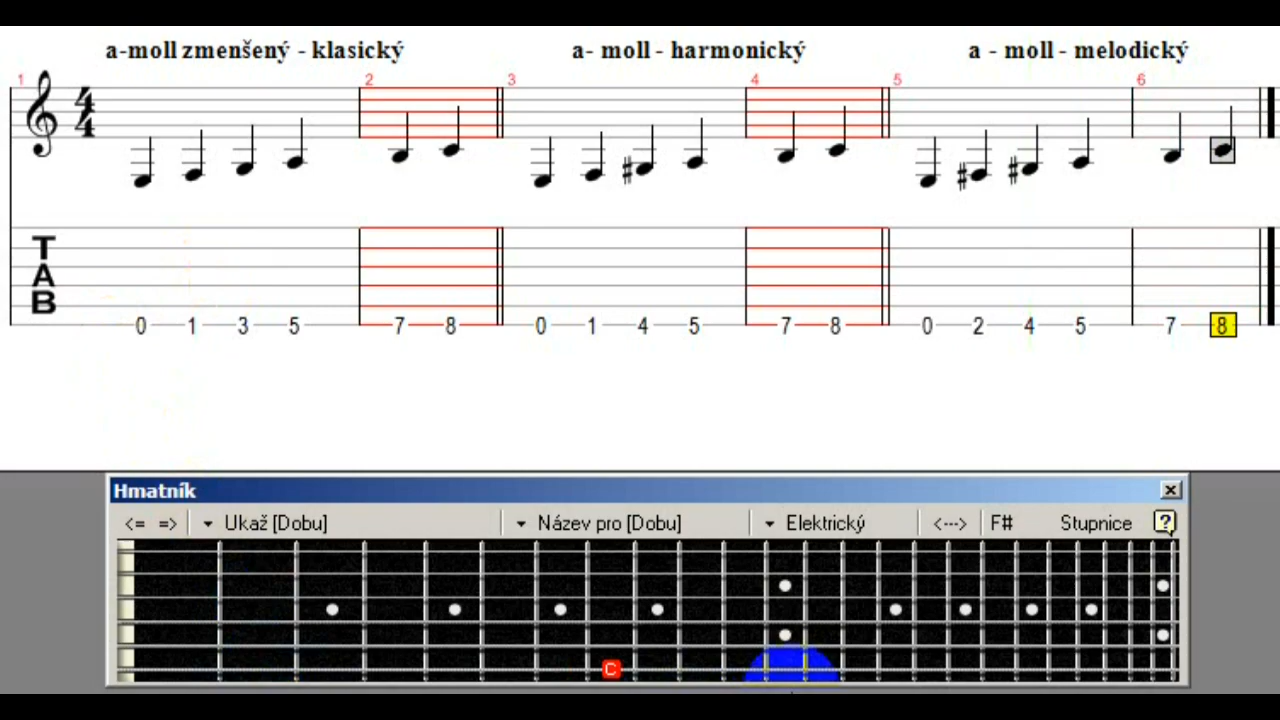 a-moll zmenšený - klasický a- moll - harmonický a - moll - melodický
1 2 3 4 5 6
4
4
T
A
B
0 1 3 5 7 8 0 1 4 5 7 8 0 2 4 5 7 8
Hmatník
<= => Ukaž [Dobu] Název pro [Dobu] Elektrický <---> F# Stupnice ?
C